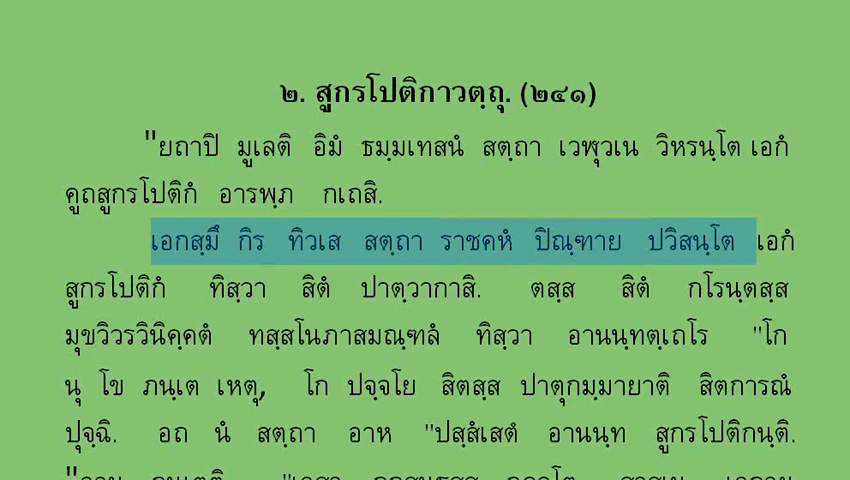 ๒. สูกรโปติกาวตฺถุ. (๒๔๑)
"ยถาปิ มูเลติ อิมํ ธมฺมเทสนํ สตฺถา เวฬุวเน วิหรนฺโต เอกํ
คูถสูกรโปติกํ อารพฺภ กเถสิ.
เอกสฺมึ กิร ทิวเส สตฺถา ราชคหํ ปิณฺฑาย ปวิสนฺโต เอกํ
สูกรโปติกํ ทิสฺวา สิตํ ปาตฺวากาสิ. ตสฺส สิตํ กโรนฺตสฺส
มุขวิวรวินิคฺคตํ ทสฺสโนภาสมณฺฑลํ ทิสฺวา อานนฺทตฺเถโร "โก
นุ โข ภนฺเต เหตุ, โก ปจฺจโย สิตสฺส ปาตุกมฺมายาติ สิตการณํ
ปุจฺฉิ. อถ นํ สตฺถา อาห "ปสฺสํเสตํ อานนฺท สูกรโปติกนฺติ.